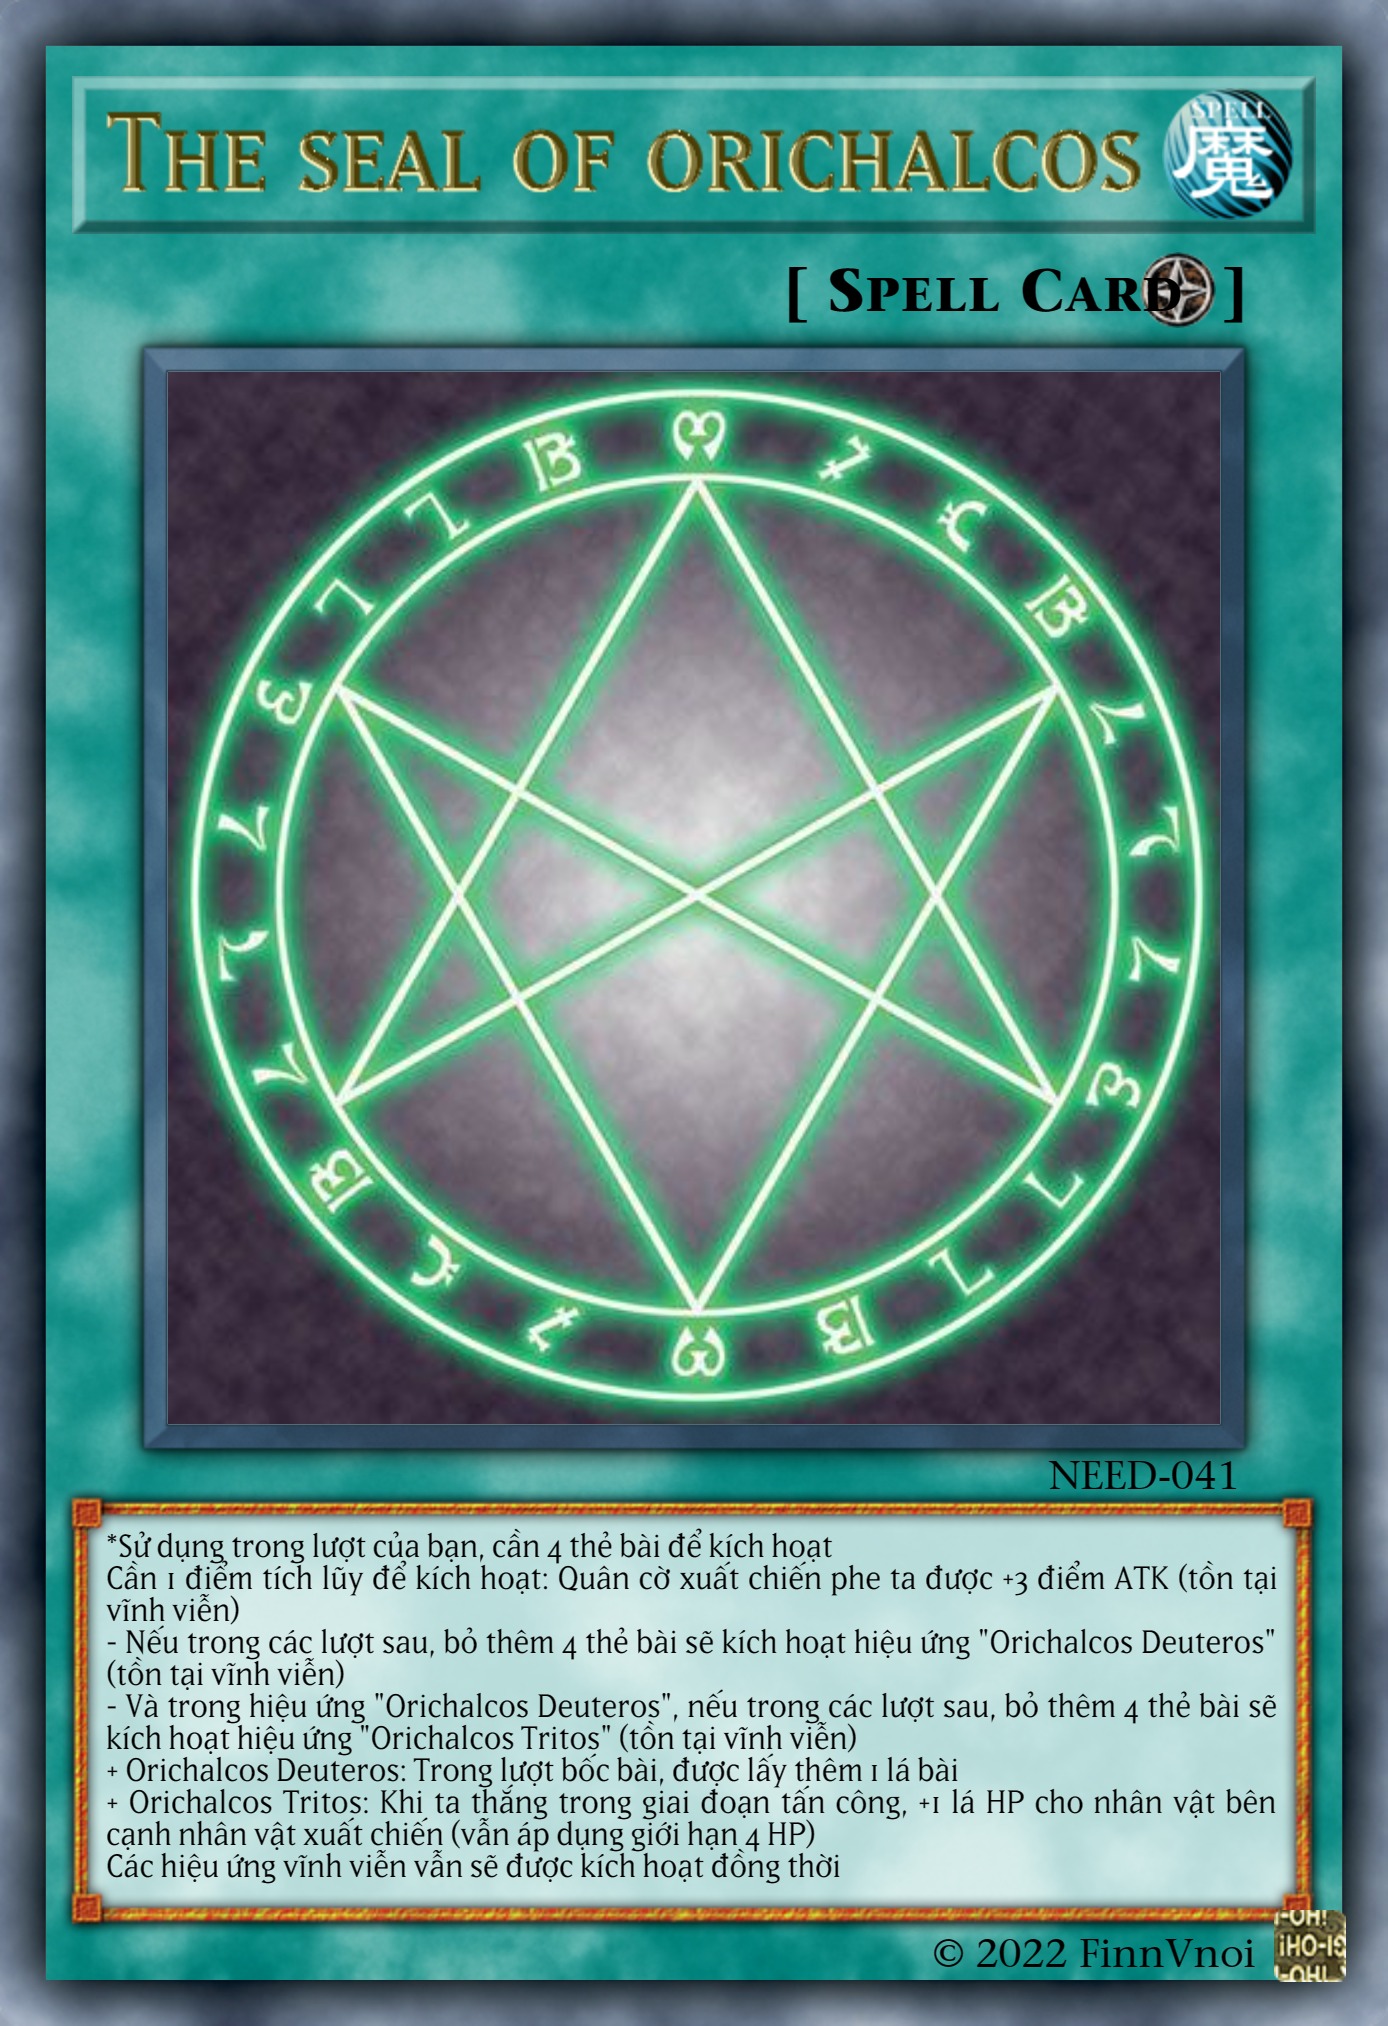 THE SEAL OF ORICHALCOS
SPELL
魔
[ SPELL CARD ]
NEED-041
*Sử dụng trong lượt của bạn, cần 4 thẻ bài để kích hoạt
Cần 1 điểm tích lũy để kích hoạt: Quân cờ xuất chiến phe ta được +3 điểm ATK (tồn tại
vĩnh viễn)
- Nếu trong các lượt sau, bỏ thêm 4 thẻ bài sẽ kích hoạt hiệu ứng "Orichalcos Deuteros"
(tồn tại vĩnh viễn)
- Và trong hiệu ứng "Orichalcos Deuteros", nếu trong các lượt sau, bỏ thêm 4 thẻ bài sẽ
kích hoạt hiệu ứng "Orichalcos Tritos" (tồn tại vĩnh viễn)
+ Orichalcos Deuteros: Trong lượt bốc bài, được lấy thêm 1 lá bài
+ Orichalcos Tritos: Khi ta thắng trong giai đoạn tấn công, +1 lá HP cho nhân vật bên
cạnh nhân vật xuất chiến (vẫn áp dụng giới hạn 4 HP)
Các hiệu ứng vĩnh viễn vẫn sẽ được kích hoạt đồng thời
© 2022 FinnVnoi